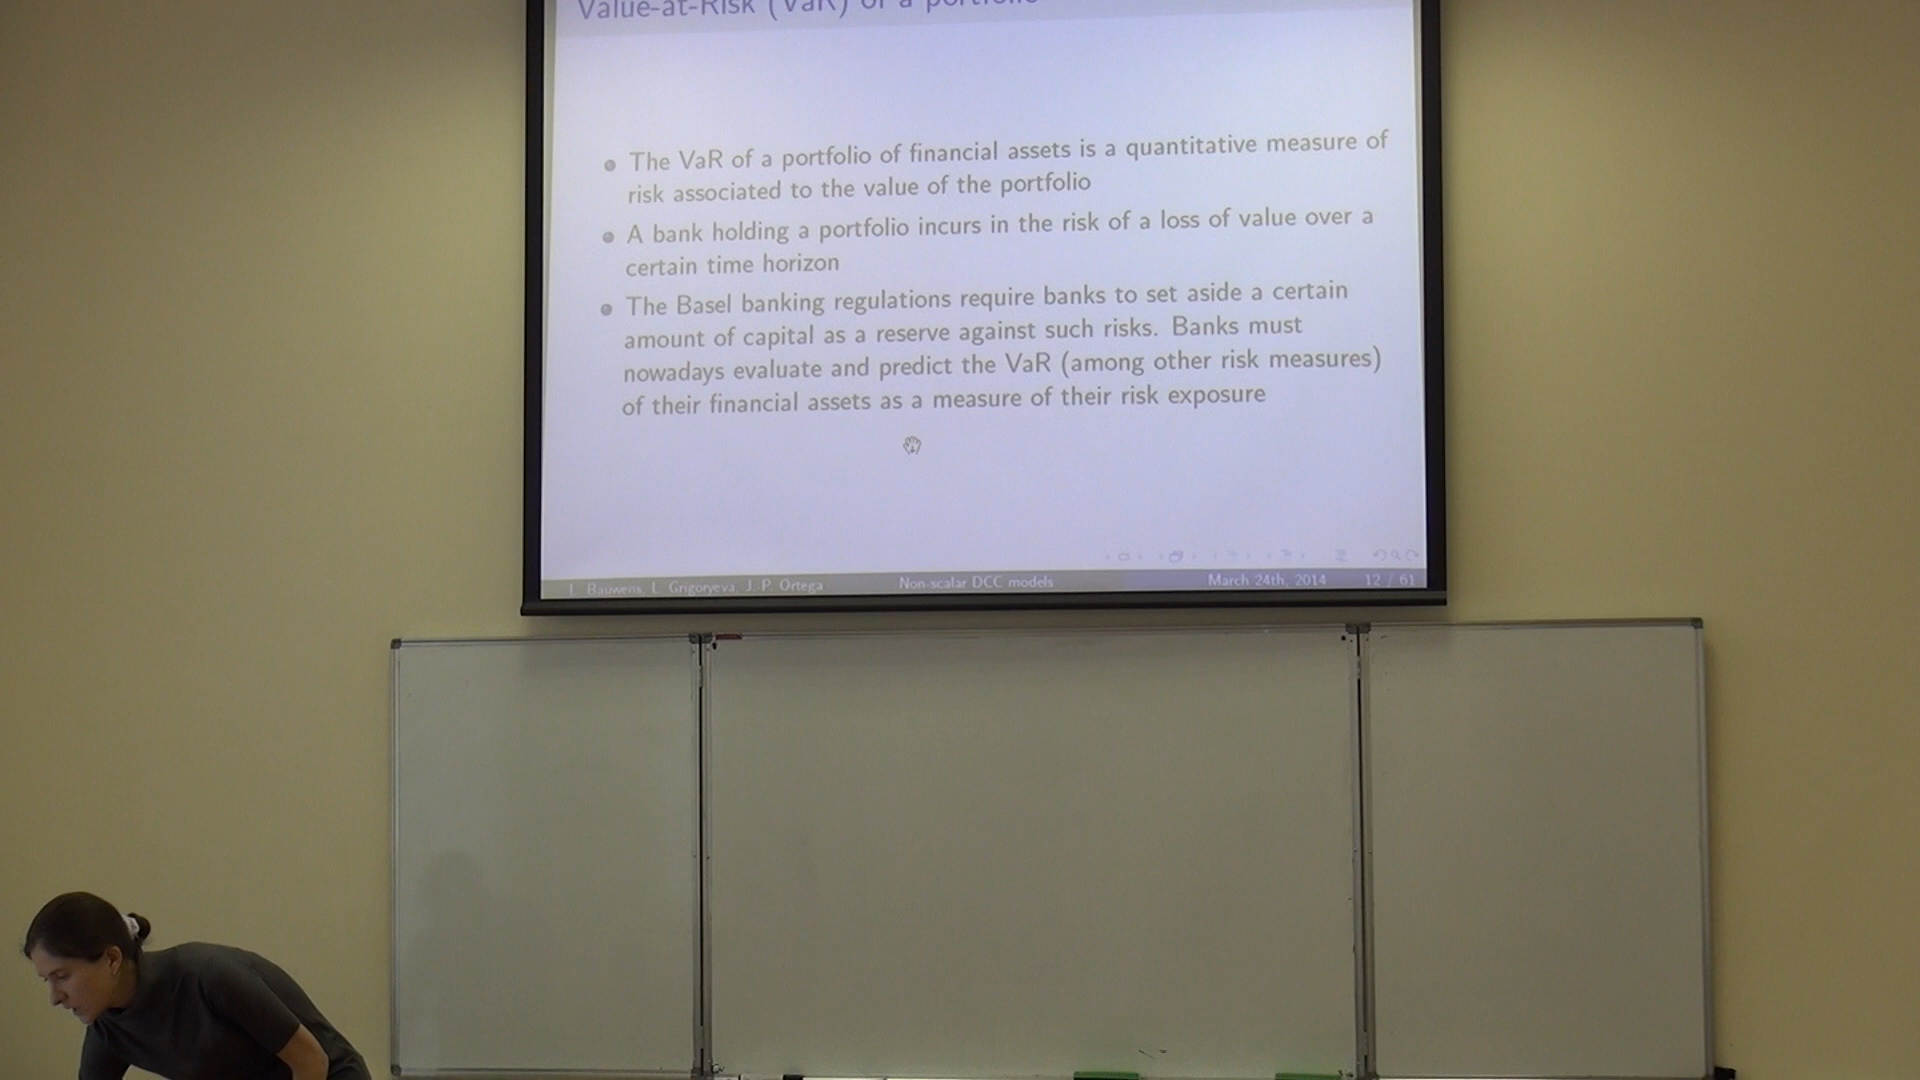 Value-at-Risk (VaR) of a portfolio
The VaR of a portfolio of financial assets is a quantitative measure of
risk associated to the value of the portfolio
A bank holding a portfolio incurs in the risk of a loss of value over a
certain time horizon
The Basel banking regulations require banks to set aside a certain
amount of capital as a reserve against such risks. Banks must
nowadays evaluate and predict the VaR (among other risk measures)
of their financial assets as a measure of their risk exposure
L. Bauwens, L. Grigoryeva, J.-P. Ortega Non-scalar DCC models March 24th, 2014 12 / 61